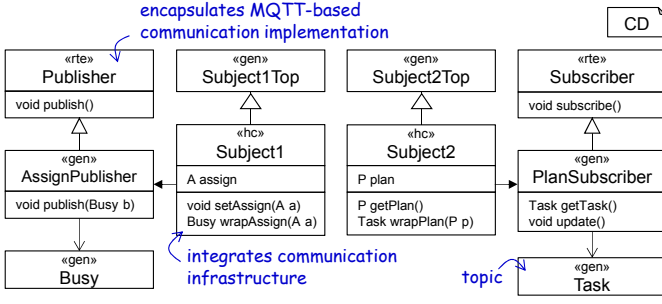 encapsulates MQTT-based
communication implementation
CD
«rte»
Publisher
void publish()
«gen»
Subject1Top
«gen»
Subject2Top
«rte»
Subscriber
void subscribe()
«gen»
AssignPublisher
void publish(Busy b)
«hc»
Subject1
A assign
void setAssign(A a)
Busy wrapAssign(A a)
«hc»
Subject2
P plan
P getPlan()
Task wrapPlan(P p)
«gen»
PlanSubscriber
Task getTask()
void update()
«gen»
Busy
integrates communication
infrastructure
topic
«gen»
Task